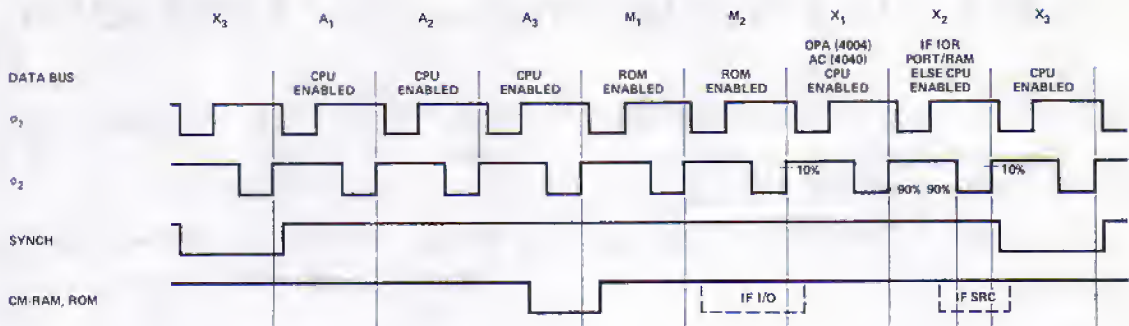 X3 A1 A2 A3 M1 M2 X1 X2 X3
OPA (4004)
AC (4040)
CPU
ENABLED
IF IOR
PORT/RAM
ELSE CPU
ENABLED
DATA BUS
CPU
ENABLED
CPU
ENABLED
CPU
ENABLED
ROM
ENABLED
ROM
ENABLED
CPU
ENABLED
ø1
ø2
10%
90% 90%
10%
SYNCH
CM-RAM, ROM
IF I/O
IF SRC